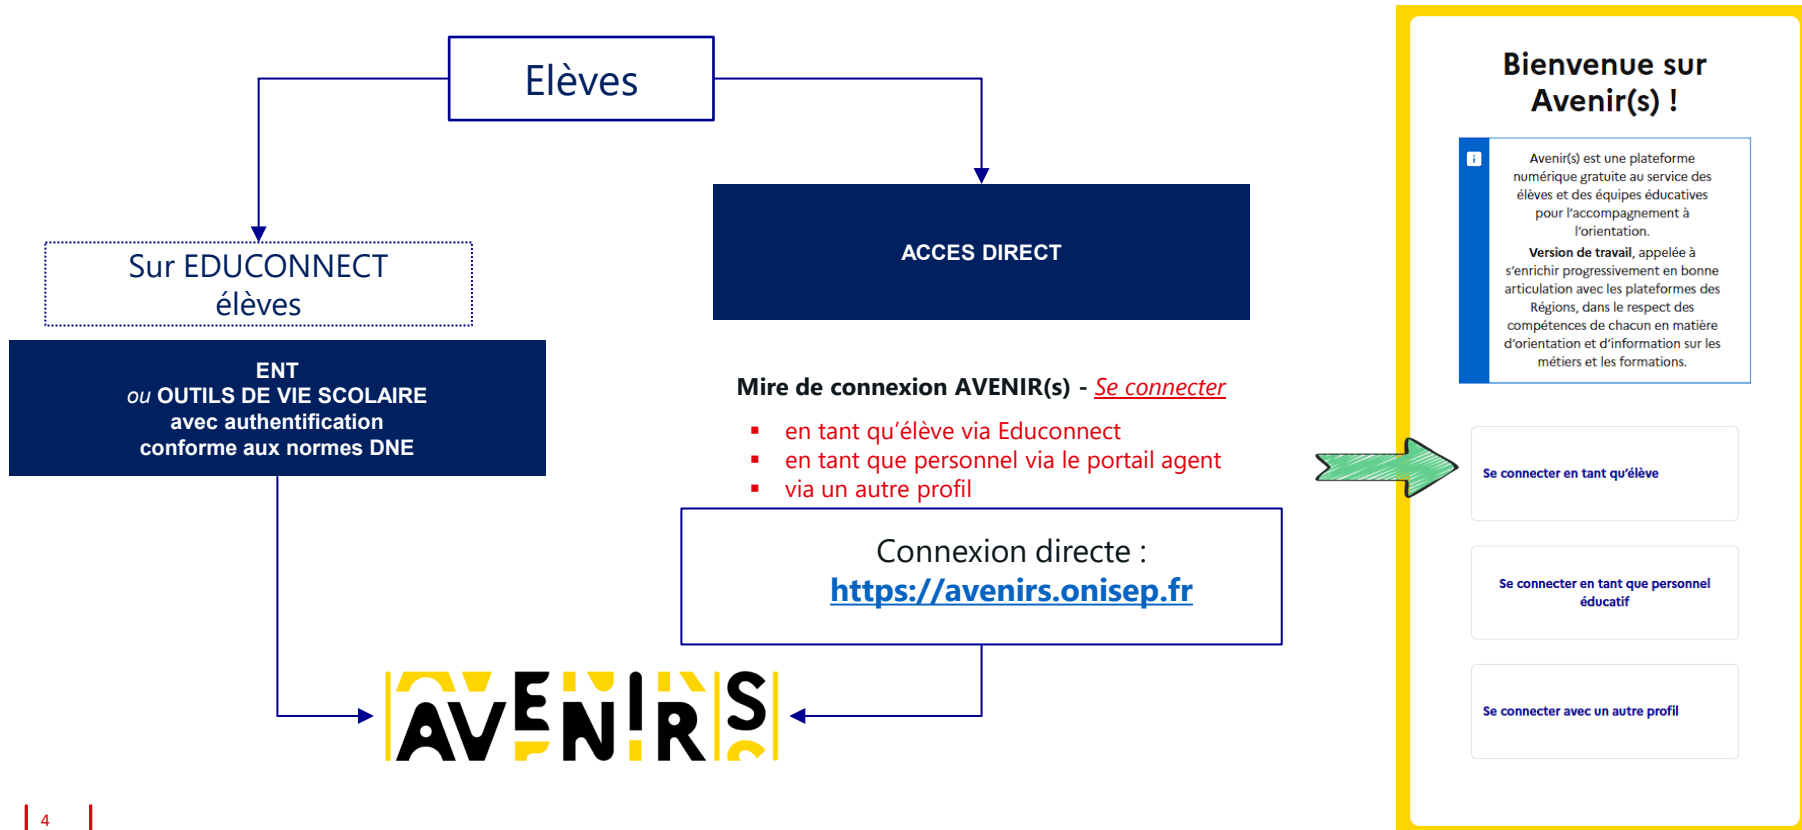 Elèves
Sur EDUCONNECT
élèves
ENT
ou OUTILS DE VIE SCOLAIRE
avec authentification
conforme aux normes DNE
ACCES DIRECT
Mire de connexion AVENIR(s) - Se connecter
▪ en tant qu’élève via Educonnect
▪ en tant que personnel via le portail agent
▪ via un autre profil
Connexion directe :
https://avenirs.onisep.fr
AVENIRS
Bienvenue sur
Avenir(s) !
i
Avenir(s) est une plateforme
numérique gratuite au service des
élèves et des équipes éducatives
pour l’accompagnement à
l’orientation.
Version de travail, appelée à
s’enrichir progressivement en bonne
articulation avec les plateformes des
Régions, dans le respect des
compétences de chacun en matière
d’orientation et d’information sur les
métiers et les formations.
Se connecter en tant qu’élève
Se connecter en tant que personnel
éducatif
Se connecter avec un autre profil
4